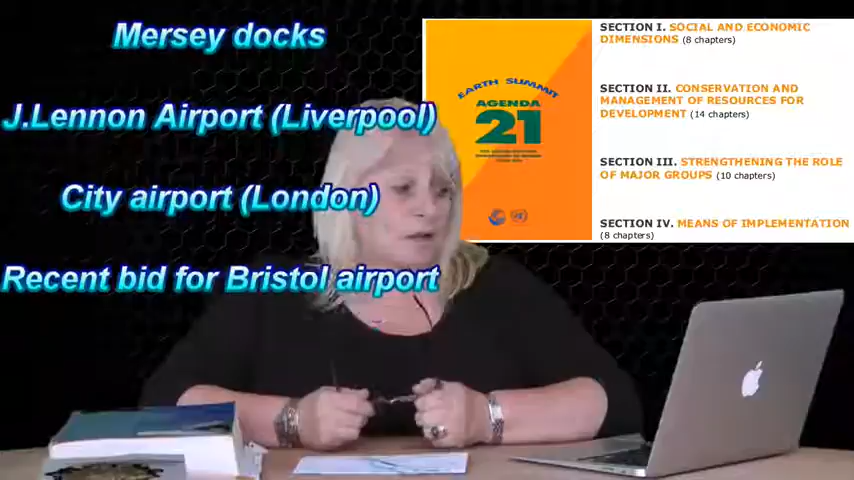 Mersey docks
J.Lennon Airport (Liverpool)
City airport (London)
Recent bid for Bristol airport
EARTH SUMMIT
AGENDA
21
SECTION I. SOCIAL AND ECONOMIC
DIMENSIONS (8 chapters)
SECTION II. CONSERVATION AND
MANAGEMENT OF RESOURCES FOR
DEVELOPMENT (14 chapters)
SECTION III. STRENGTHENING THE ROLE
OF MAJOR GROUPS (10 chapters)
SECTION IV. MEANS OF IMPLEMENTATION
(8 chapters)